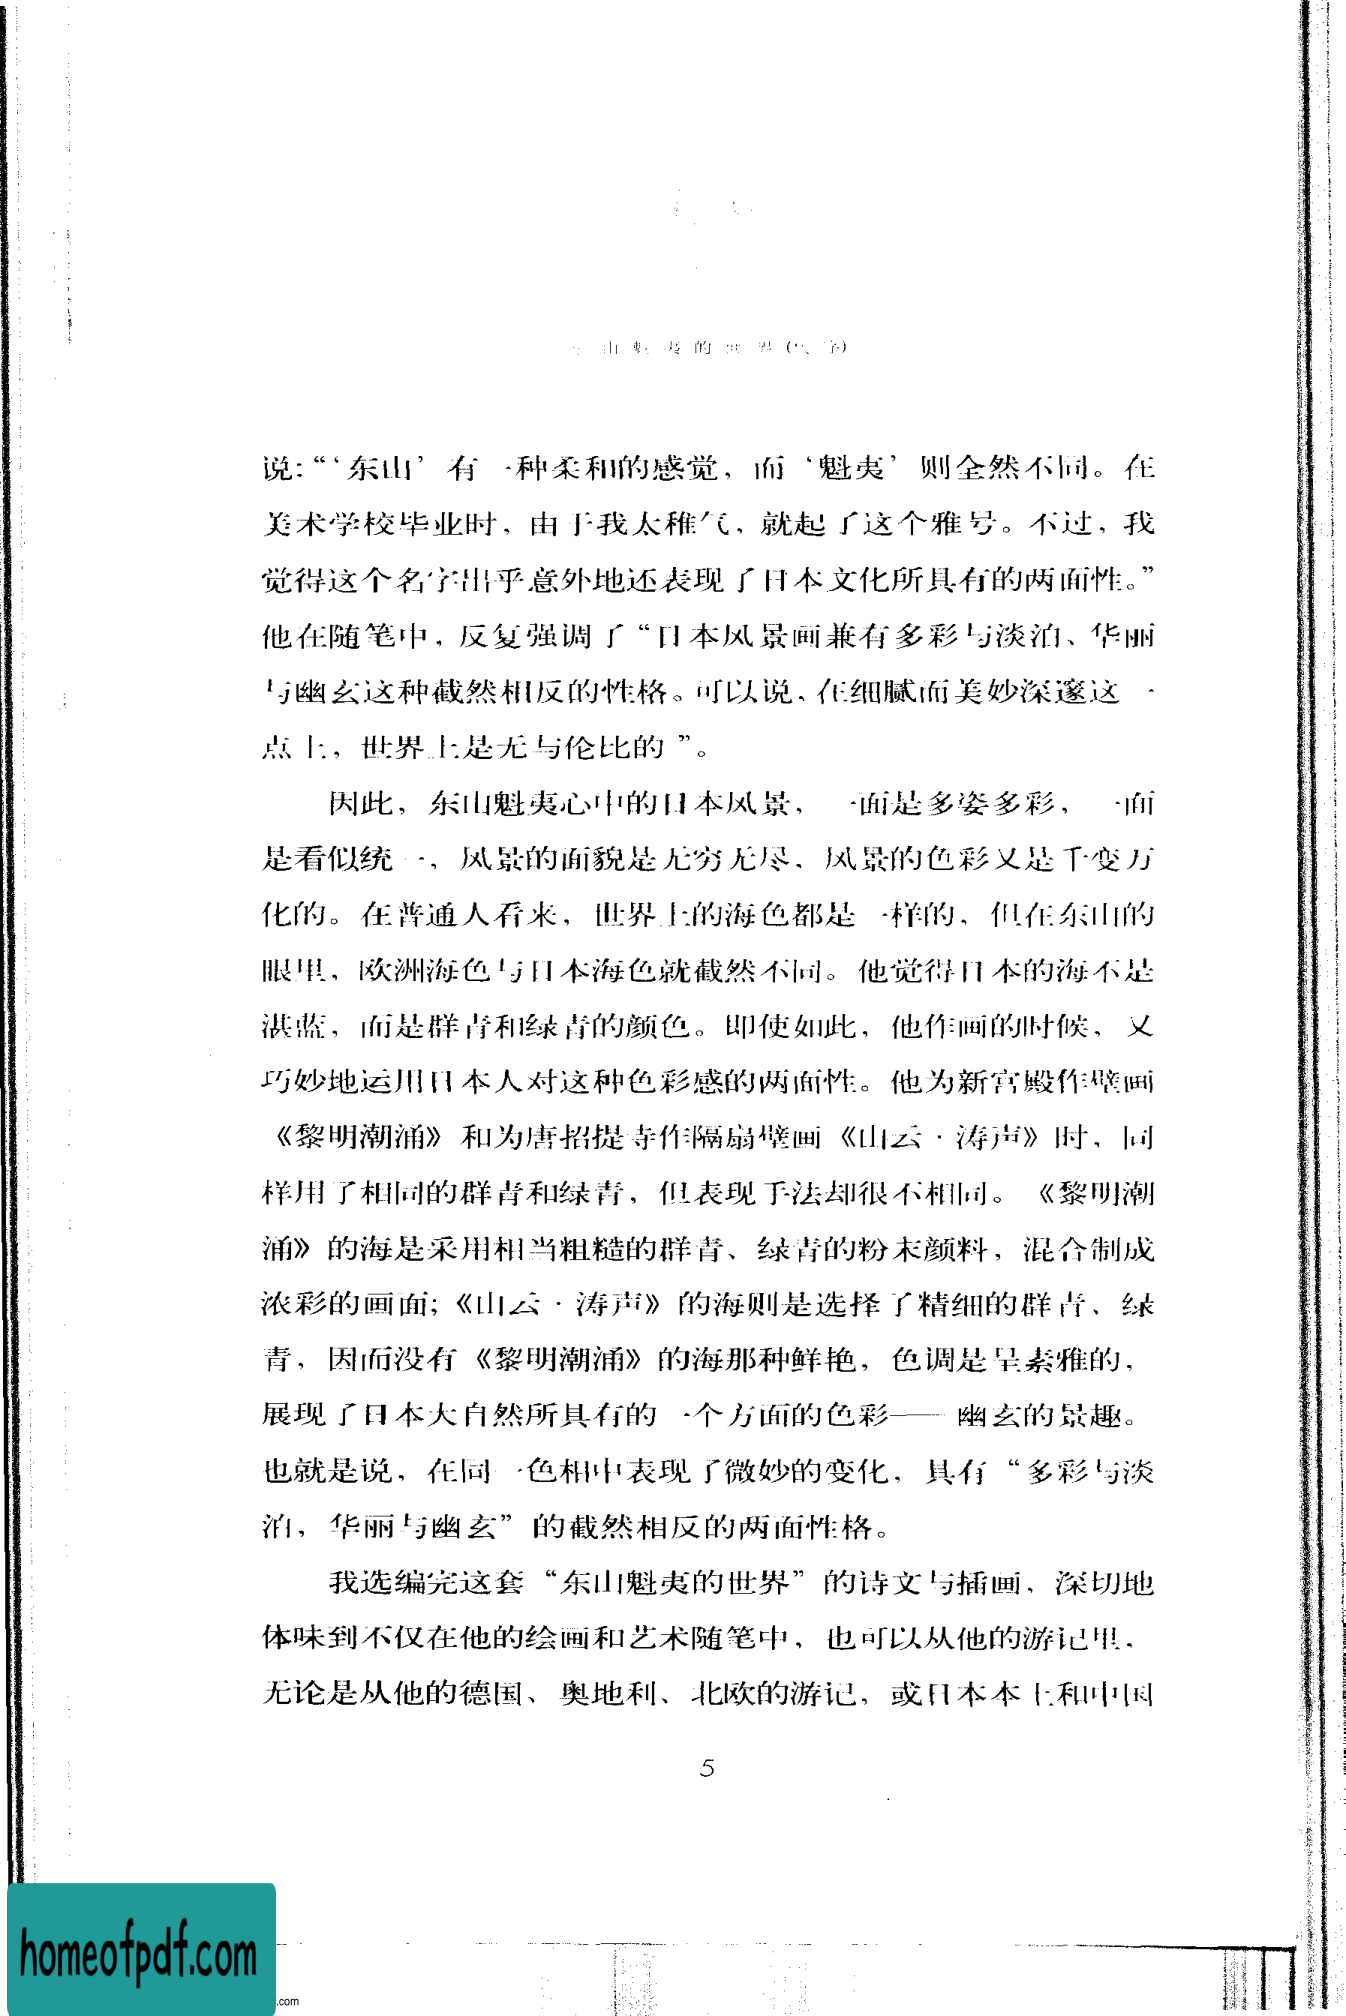 山魁夷的世界(代序)
说:“‘东山’有一种柔和的感觉,而‘魁夷’则全然不同。在
美术学校毕业时,由于我太稚气,就起了这个雅号。不过,我
觉得这个名字出乎意外地还表现了日本文化所具有的两面性。”
他在随笔中,反复强调了“日本风景画兼有多彩与淡泊、华丽
与幽玄这种截然相反的性格。可以说,在细腻而美妙深邃这一
点上,世界上是无与伦比的”。
因此,东山魁夷心中的日本风景,一面是多姿多彩,一面
是看似统一,风景的面貌是无穷无尽,风景的色彩又是千变万
化的。在普通人看来,世界上的海色都是一样的,但在东山的
眼里,欧洲海色与日本海色就截然不同。他觉得日本的海不是
湛蓝,而是群青和绿青的颜色。即使如此,他作画的时候,又
巧妙地运用日本人对这种色彩感的两面性。他为新宫殿作壁画
《黎明潮涌》和为唐招提寺作隔扇壁画《山云·涛声》时,同
样用了相同的群青和绿青,但表现手法却很不相同。《黎明潮
涌》的海是采用相当粗糙的群青、绿青的粉末颜料,混合制成
浓彩的画面;《山云·涛声》的海则是选择了精细的群青、绿
青,因而没有《黎明潮涌》的海那种鲜艳,色调是呈素雅的,
展现了日本大自然所具有的一个方面的色彩——幽玄的景趣。
也就是说,在同一色相中表现了微妙的变化,具有“多彩与淡
泊,华丽与幽玄”的截然相反的两面性格。
我选编完这套“东山魁夷的世界”的诗文与插画,深切地
体味到不仅在他的绘画和艺术随笔中,也可以从他的游记里,
无论是从他的德国、奥地利、北欧的游记,或日本本土和中国
5
homeofpdf.com
.com